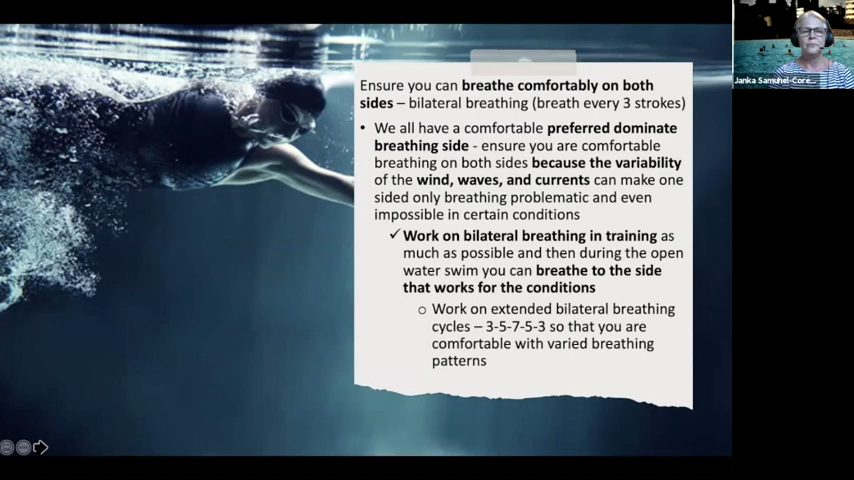 Ensure you can breathe comfortably on both
sides – bilateral breathing (breath every 3 strokes)
• We all have a comfortable preferred dominate
breathing side - ensure you are comfortable
breathing on both sides because the variability
of the wind, waves, and currents can make one
sided only breathing problematic and even
impossible in certain conditions
✓Work on bilateral breathing in training as
much as possible and then during the open
water swim you can breathe to the side
that works for the conditions
o Work on extended bilateral breathing
cycles – 3-5-7-5-3 so that you are
comfortable with varied breathing
patterns
Janka Samuhel-Core...